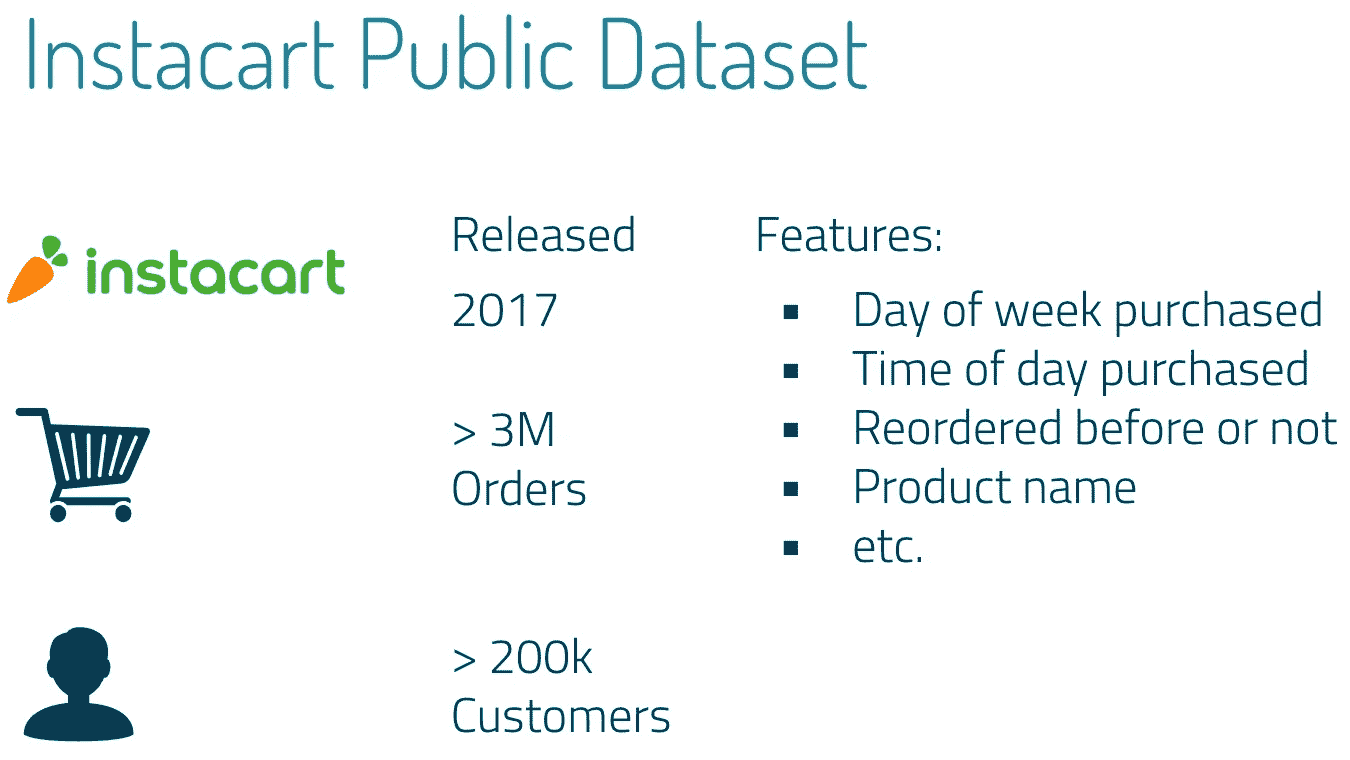 Instacart Public Dataset
instacart
Released
2017
> 3M
Orders
> 200k
Customers
Features:
▪ Day of week purchased
▪ Time of day purchased
▪ Reordered before or not
▪ Product name
▪ etc.